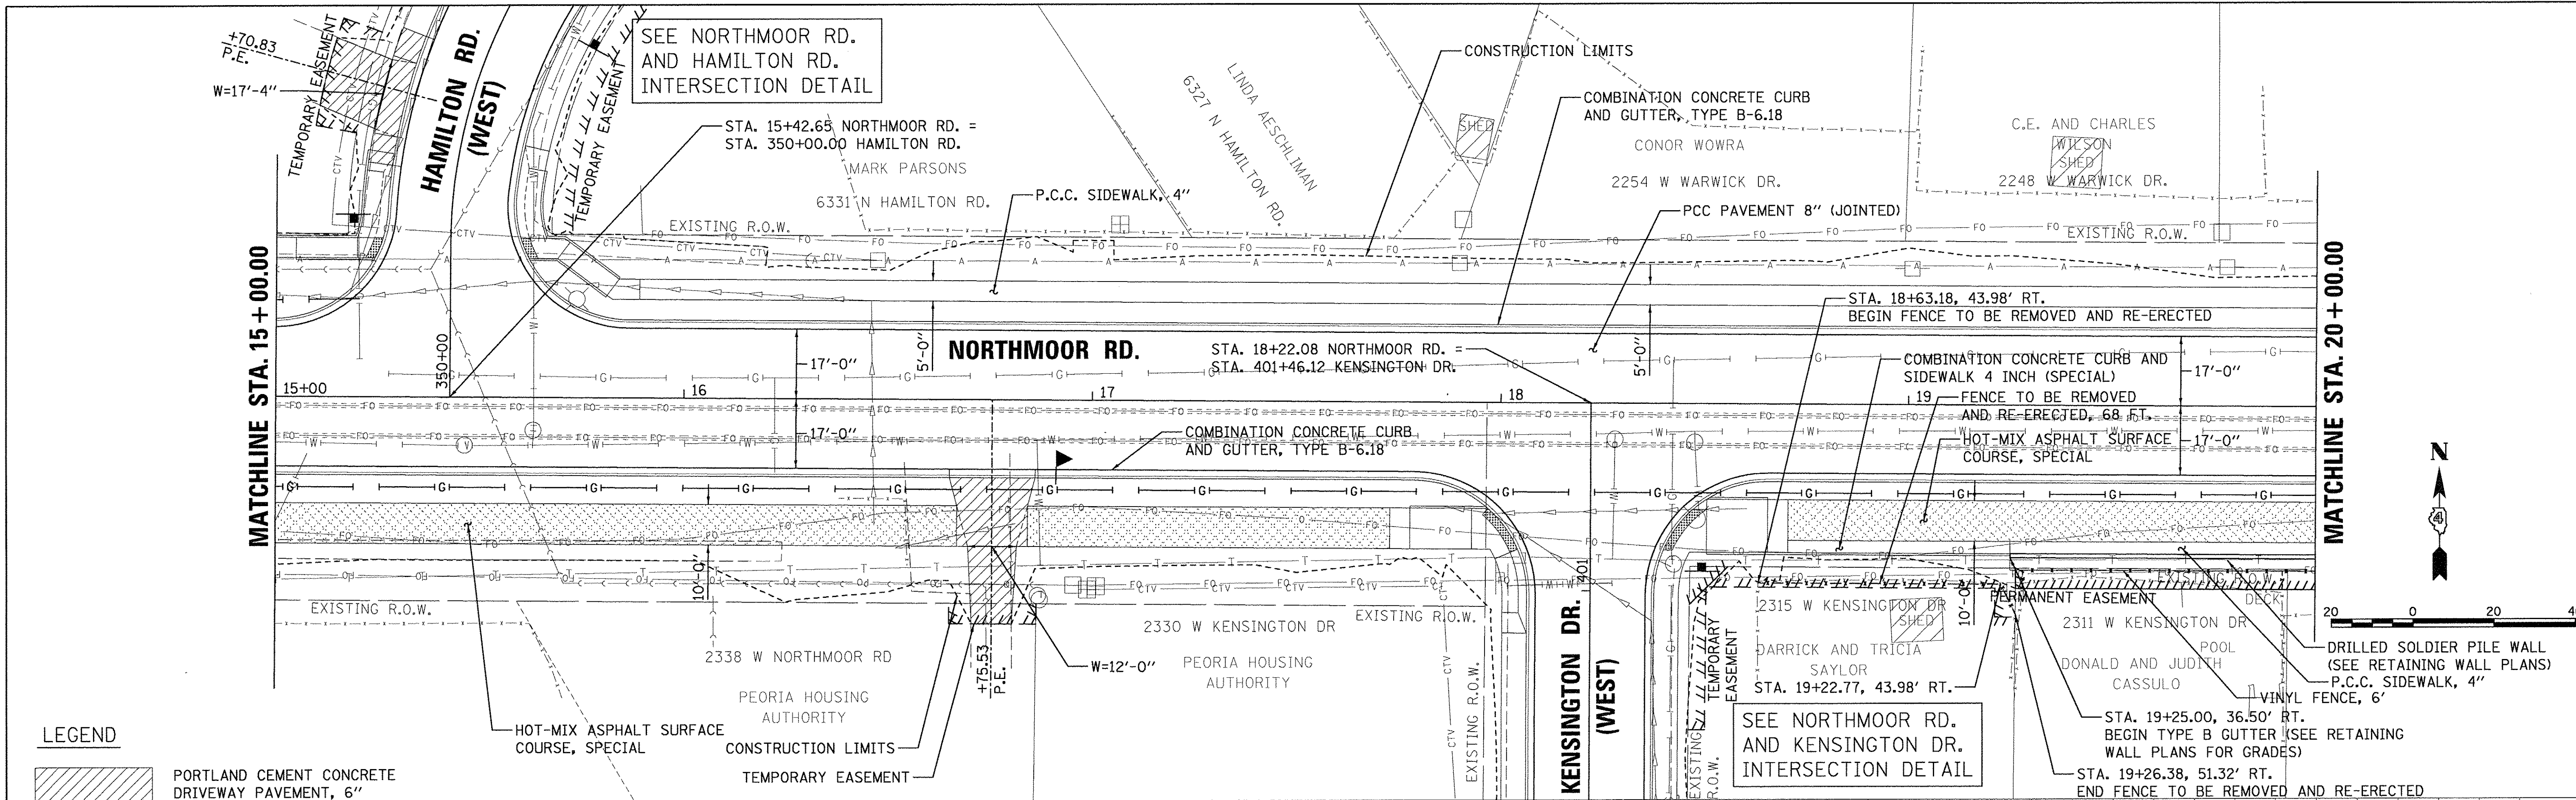 +70.83
P.E.
TEMPORARY EASEMENT
W=17'-4"
HAMILTON RD.
(WEST)
TEMPORARY EASEMENT
SEE NORTHMOOR RD.
AND HAMILTON RD.
INTERSECTION DETAIL
STA. 15+42.65 NORTHMOOR RD. =
STA. 350+00.00 HAMILTON RD.
MARK PARSONS
6331 N HAMILTON RD.
P.C.C. SIDEWALK, 4"
EXISTING R.O.W.
LINDA AESCHLIMAN
6327 N HAMILTON RD.
CONSTRUCTION LIMITS
SHED
COMBINATION CONCRETE CURB
AND GUTTER, TYPE B-6.18
CONOR WOWRA
2254 W WARWICK DR.
PCC PAVEMENT 8" (JOINTED)
C.E. AND CHARLES
WILSON
SHED
2248 W WARWICK DR.
EXISTING R.O.W.
MATCHLINE STA. 15+00.00
MATCHLINE STA. 20+00.00
350+00
15+00
16
17
18
19
17'-0"
17'-0"
5'-0"
NORTHMOOR RD.
STA. 18+22.08 NORTHMOOR RD. =
STA. 401+46.12 KENSINGTON DR.
5'-0"
STA. 18+63.18, 43.98' RT.
BEGIN FENCE TO BE REMOVED AND RE-ERECTED
COMBINATION CONCRETE CURB AND
SIDEWALK 4 INCH (SPECIAL)
FENCE TO BE REMOVED
AND RE-ERECTED, 68 FT.
HOT-MIX ASPHALT SURFACE
COURSE, SPECIAL
17'-0"
17'-0"
COMBINATION CONCRETE CURB
AND GUTTER, TYPE B-6.18
N
4
10'-0"
EXISTING R.O.W.
2338 W NORTHMOOR RD
PEORIA HOUSING
AUTHORITY
+75.53
P.E.
W=12'-0"
2330 W KENSINGTON DR
PEORIA HOUSING
AUTHORITY
EXISTING R.O.W.
EXISTING R.O.W.
401
KENSINGTON DR.
(WEST)
EXISTING
R.O.W.
TEMPORARY
EASEMENT
2315 W KENSINGTON DR
SHED
DARRICK AND TRICIA
SAYLOR
STA. 19+22.77, 43.98' RT.
10'-0"
PERMANENT EASEMENT
DECK
2311 W KENSINGTON DR
POOL
DONALD AND JUDITH
CASSULO
20 0 20
DRILLED SOLDIER PILE WALL
(SEE RETAINING WALL PLANS)
P.C.C. SIDEWALK, 4"
VINYL FENCE, 6'
STA. 19+25.00, 36.50' RT.
BEGIN TYPE B GUTTER (SEE RETAINING
WALL PLANS FOR GRADES)
STA. 19+26.38, 51.32' RT.
END FENCE TO BE REMOVED AND RE-ERECTED
SEE NORTHMOOR RD.
AND KENSINGTON DR.
INTERSECTION DETAIL
HOT-MIX ASPHALT SURFACE
COURSE, SPECIAL
CONSTRUCTION LIMITS
TEMPORARY EASEMENT
LEGEND
PORTLAND CEMENT CONCRETE
DRIVEWAY PAVEMENT, 6"